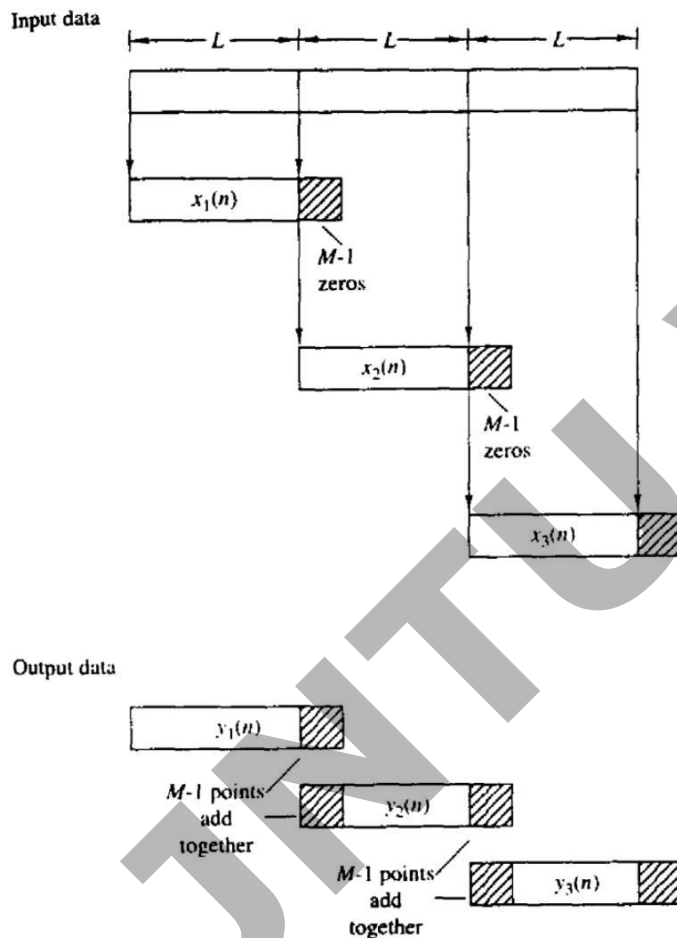 Input data
L L L
x₁(n)
M-1
zeros
x₂(n)
M-1
zeros
x₃(n)
Output data
y₁(n)
M-1 points
add
together
y₂(n)
M-1 points
add
together
y₃(n)
JNTU